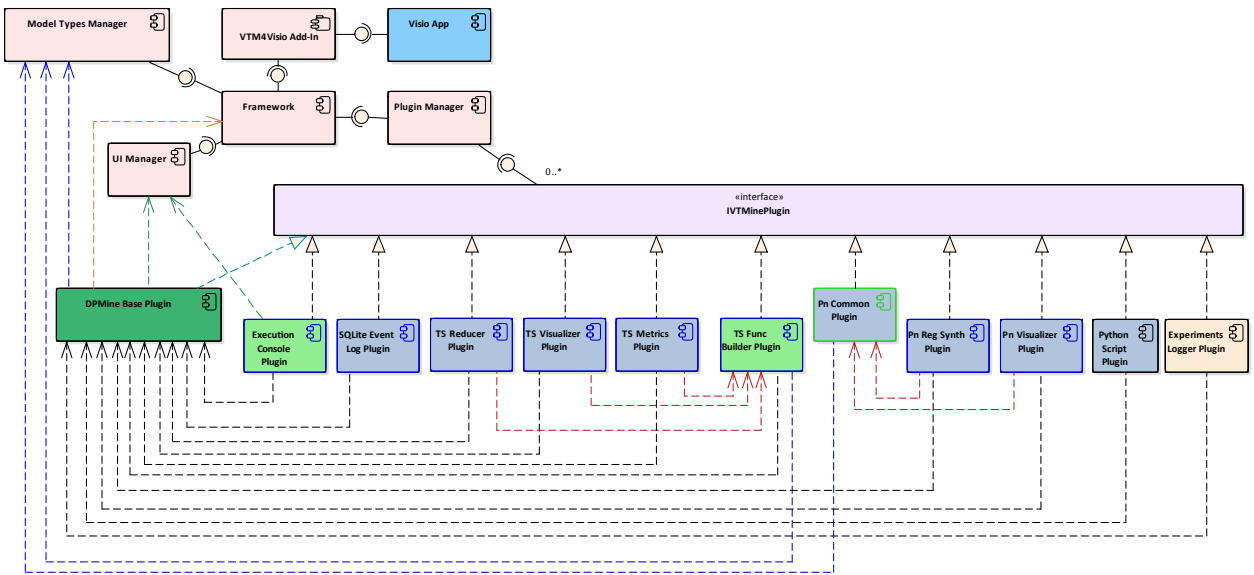 Model Types Manager
VTM4Visio Add-In
Visio App
Framework
Plugin Manager
UI Manager
0..*
«interface»
IVTMinePlugin
DPMine Base Plugin
Execution
Console
Plugin
SQLite Event
Log Plugin
TS Reducer
Plugin
TS Visualizer
Plugin
TS Metrics
Plugin
TS Func
Builder Plugin
Pn Common
Plugin
Pn Reg Synth
Plugin
Pn Visualizer
Plugin
Python
Script
Plugin
Experiments
Logger Plugin